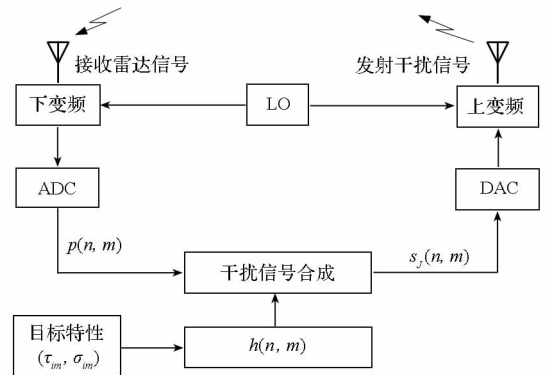 接收雷达信号
发射干扰信号
下变频
LO
上变频
ADC
DAC
p(n, m)
干扰信号合成
s_J(n, m)
目标特性
(τ_im, σ_im)
h(n, m)